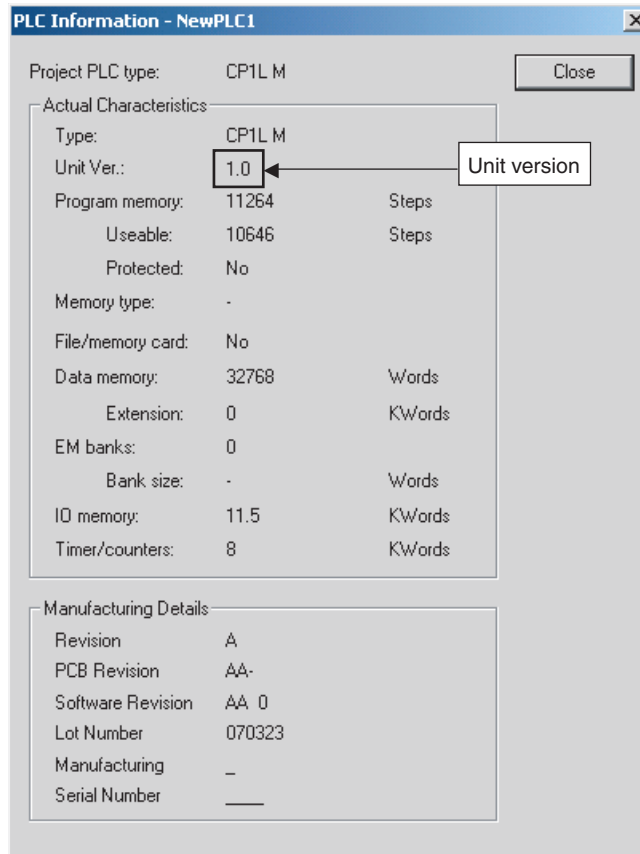 PLC Information - NewPLC1
Project PLC type: CP1L M Close
Actual Characteristics
Type: CP1L M
Unit Ver.: 1.0 Unit version
Program memory: 11264 Steps
Useable: 10646 Steps
Protected: No
Memory type: -
File/memory card: No
Data memory: 32768 Words
Extension: 0 KWords
EM banks: 0
Bank size: - Words
IO memory: 11.5 KWords
Timer/counters: 8 KWords
Manufacturing Details
Revision A
PCB Revision AA-
Software Revision AA 0
Lot Number 070323
Manufacturing _
Serial Number ____